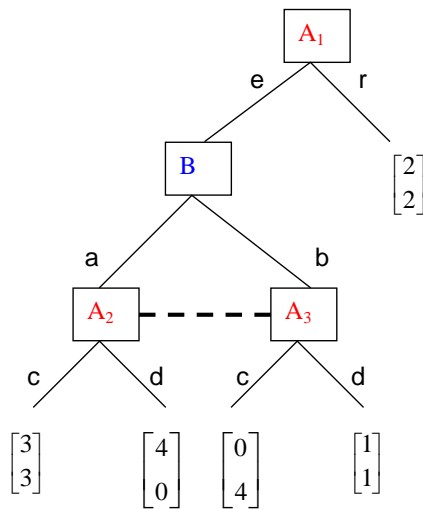 A₁
e r
B
[2
2]
a b
A₂ A₃
c d c d
[3 [4 [0 [1
3] 0] 4] 1]